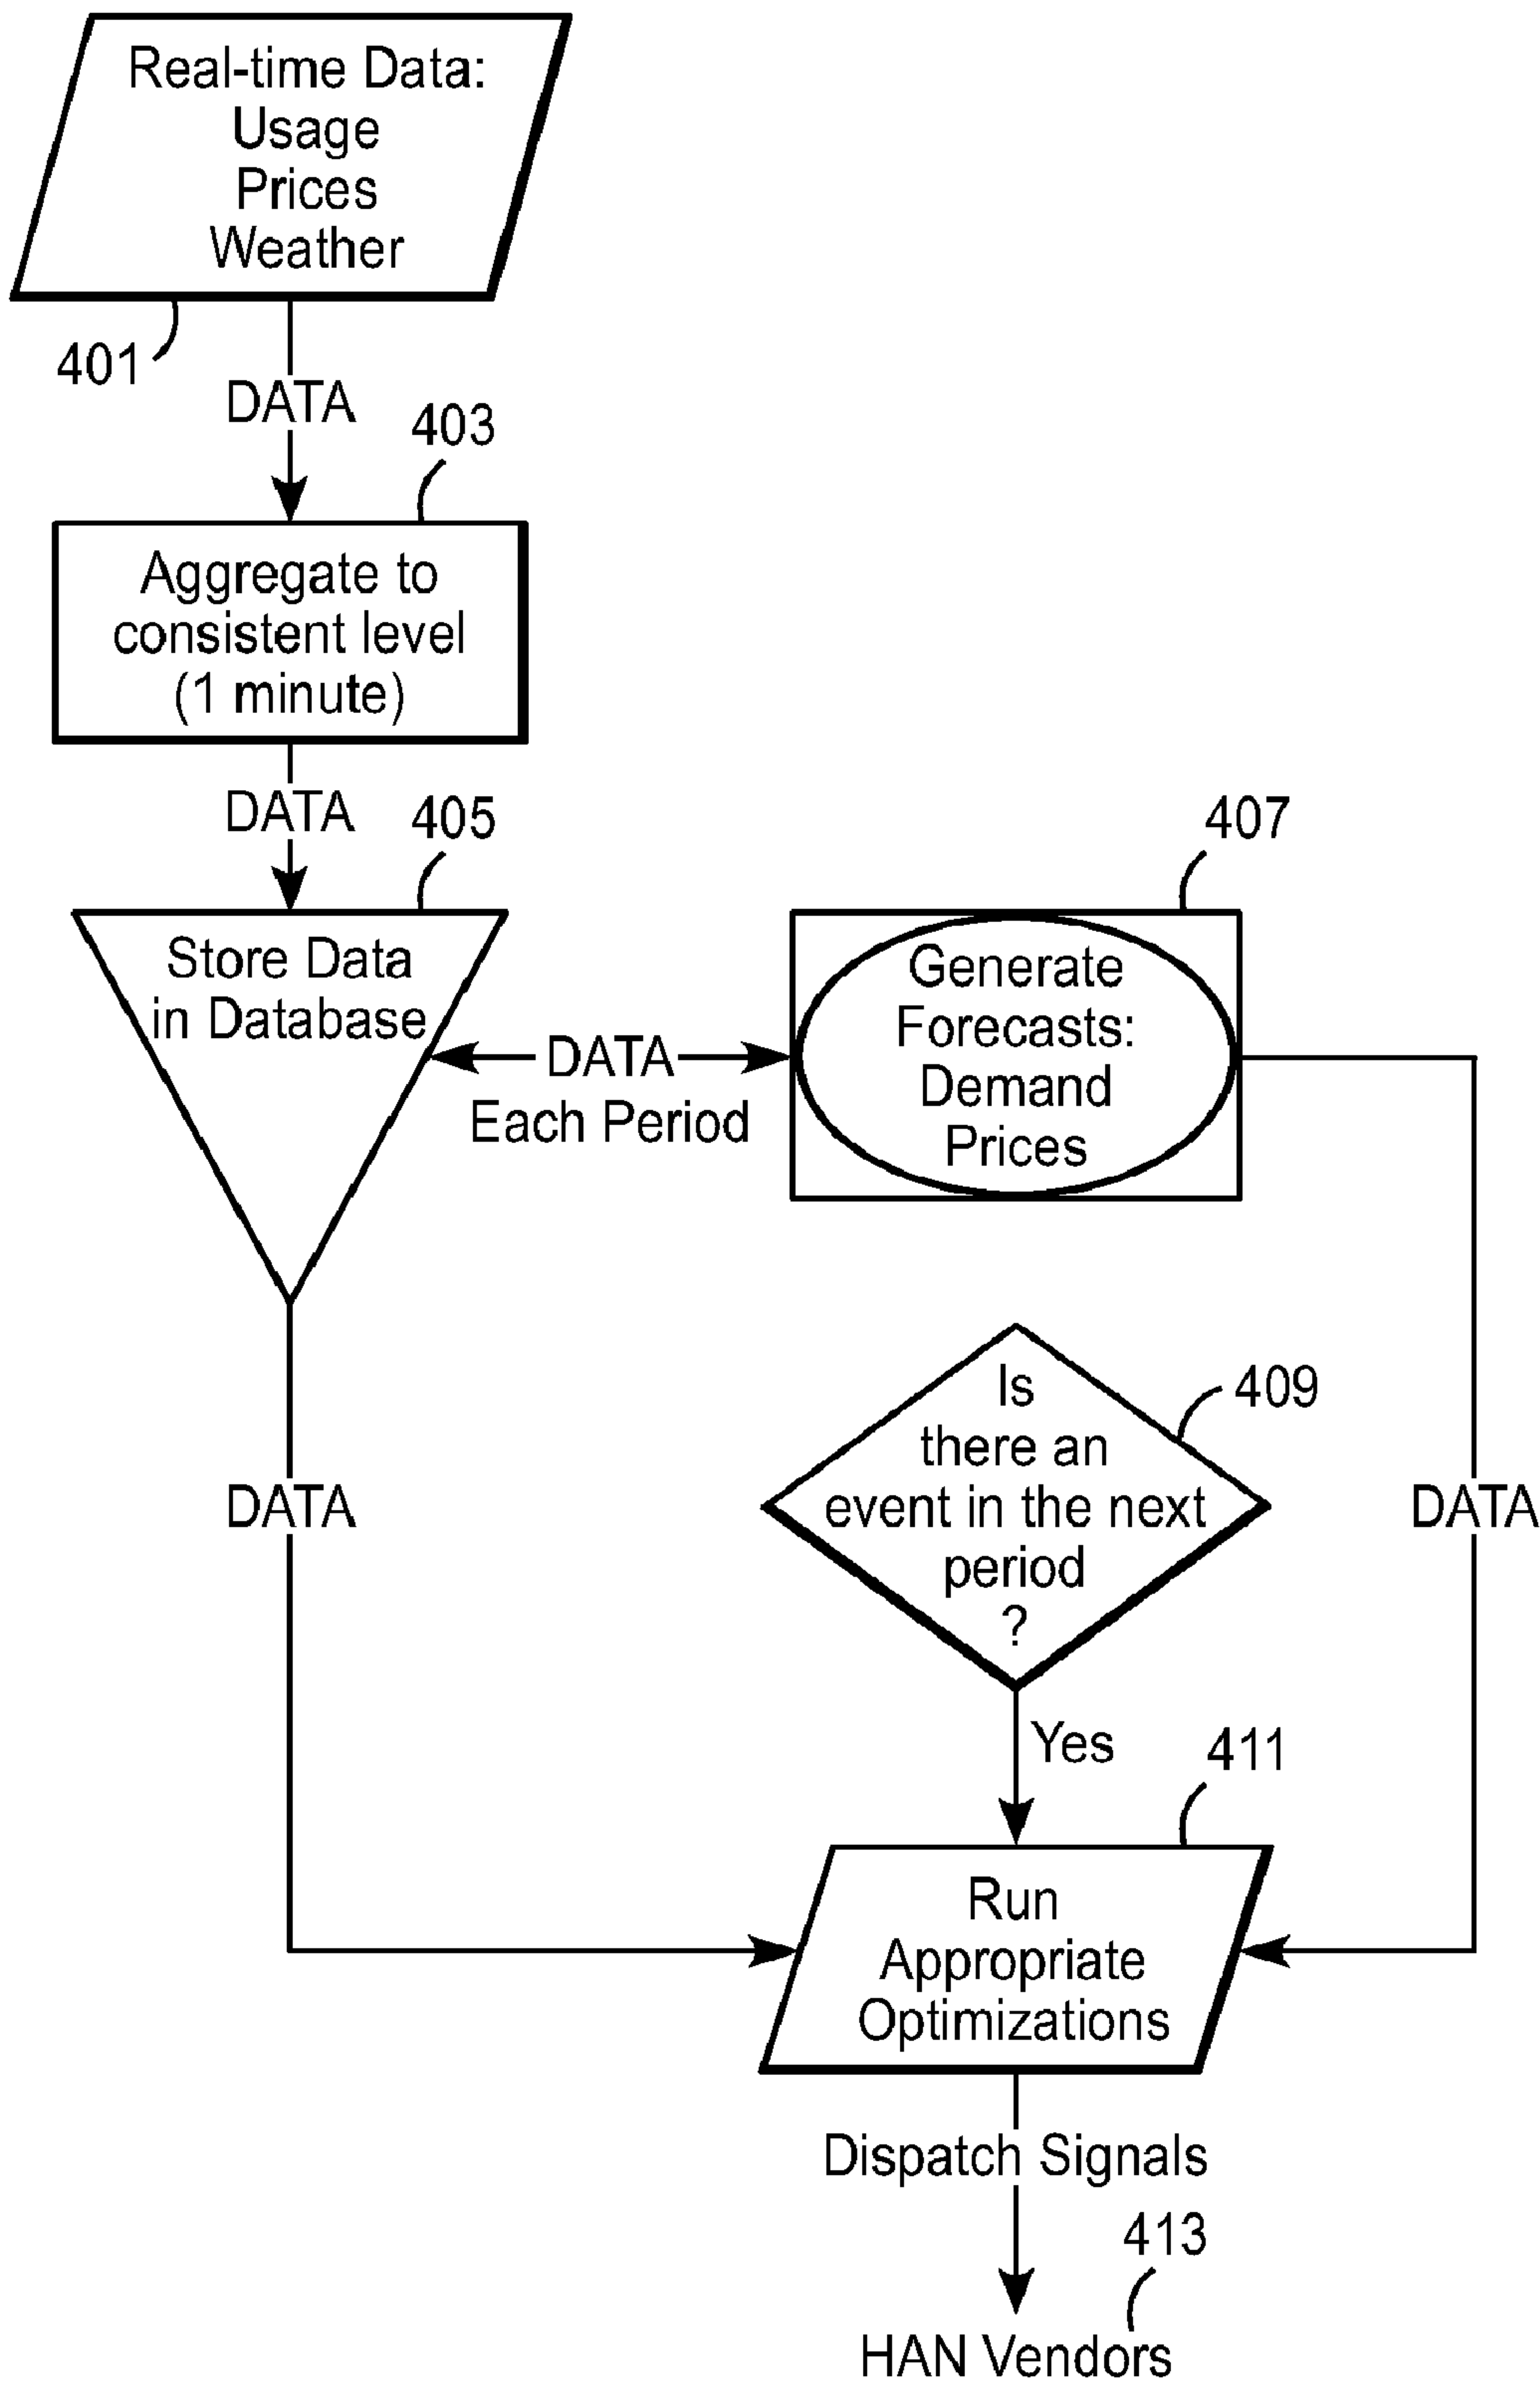 Real-time Data:
Usage
Prices
Weather
401
DATA
403
Aggregate to
consistent level
(1 minute)
DATA
405
407
Store Data
in Database
Generate
Forecasts:
Demand
Prices
DATA
Each Period
Is
there an
event in the next
period
?
409
DATA
DATA
Yes
411
Run
Appropriate
Optimizations
Dispatch Signals
413
HAN Vendors